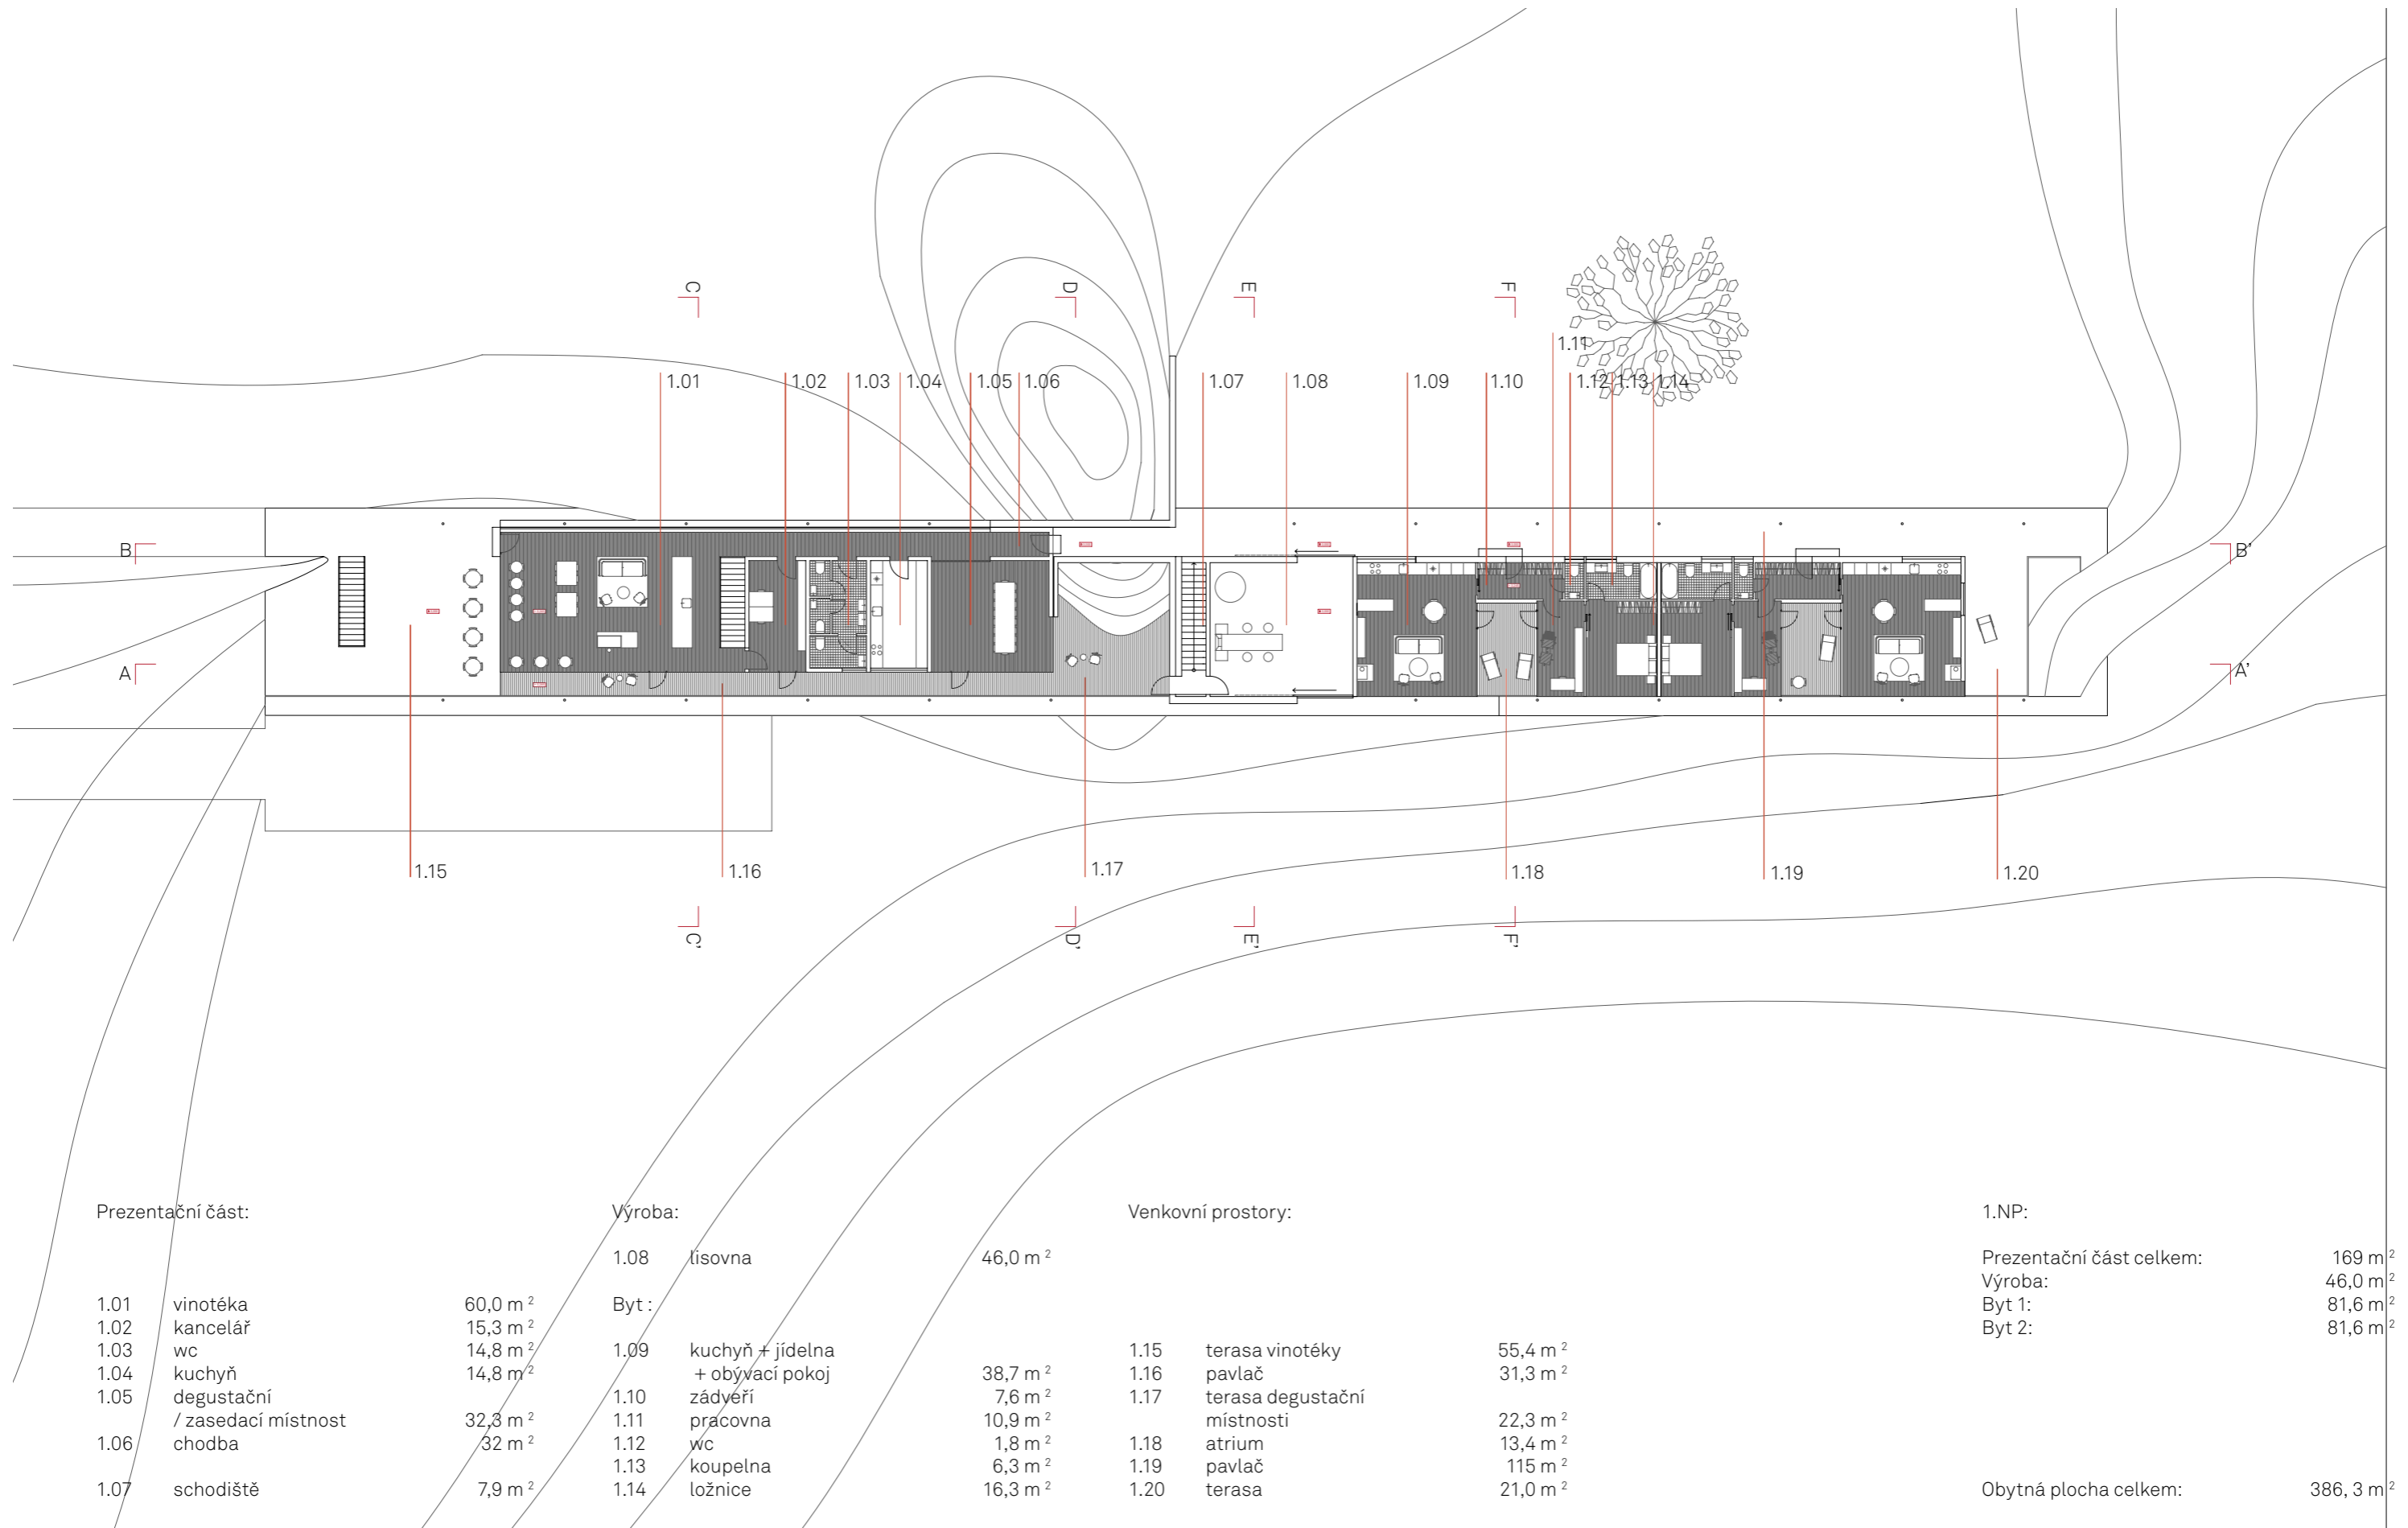 C
D
E
F
1.11
1.01
1.02
1.03
1.04
1.05
1.06
1.07
1.08
1.09
1.10
1.12
1.13
1.14
B
B'
A
A'
1.15
1.16
1.17
1.18
1.19
1.20
C'
D'
E'
F'
Prezentační část:
1.01 vinotéka 60,0 m²
1.02 kancelář 15,3 m²
1.03 wc 14,8 m²
1.04 kuchyň 14,8 m²
1.05 degustační
/ zasedací místnost 32,3 m²
1.06 chodba 32 m²
1.07 schodiště 7,9 m²
Výroba:
1.08 lisovna 46,0 m²
Byt :
1.09 kuchyň + jídelna
+ obývací pokoj 38,7 m²
1.10 zádveří 7,6 m²
1.11 pracovna 10,9 m²
1.12 wc 1,8 m²
1.13 koupelna 6,3 m²
1.14 ložnice 16,3 m²
Venkovní prostory:
1.15 terasa vinotéky 55,4 m²
1.16 pavlač 31,3 m²
1.17 terasa degustační
místnosti 22,3 m²
1.18 atrium 13,4 m²
1.19 pavlač 115 m²
1.20 terasa 21,0 m²
1.NP:
Prezentační část celkem: 169 m²
Výroba: 46,0 m²
Byt 1: 81,6 m²
Byt 2: 81,6 m²
Obytná plocha celkem: 386, 3 m²